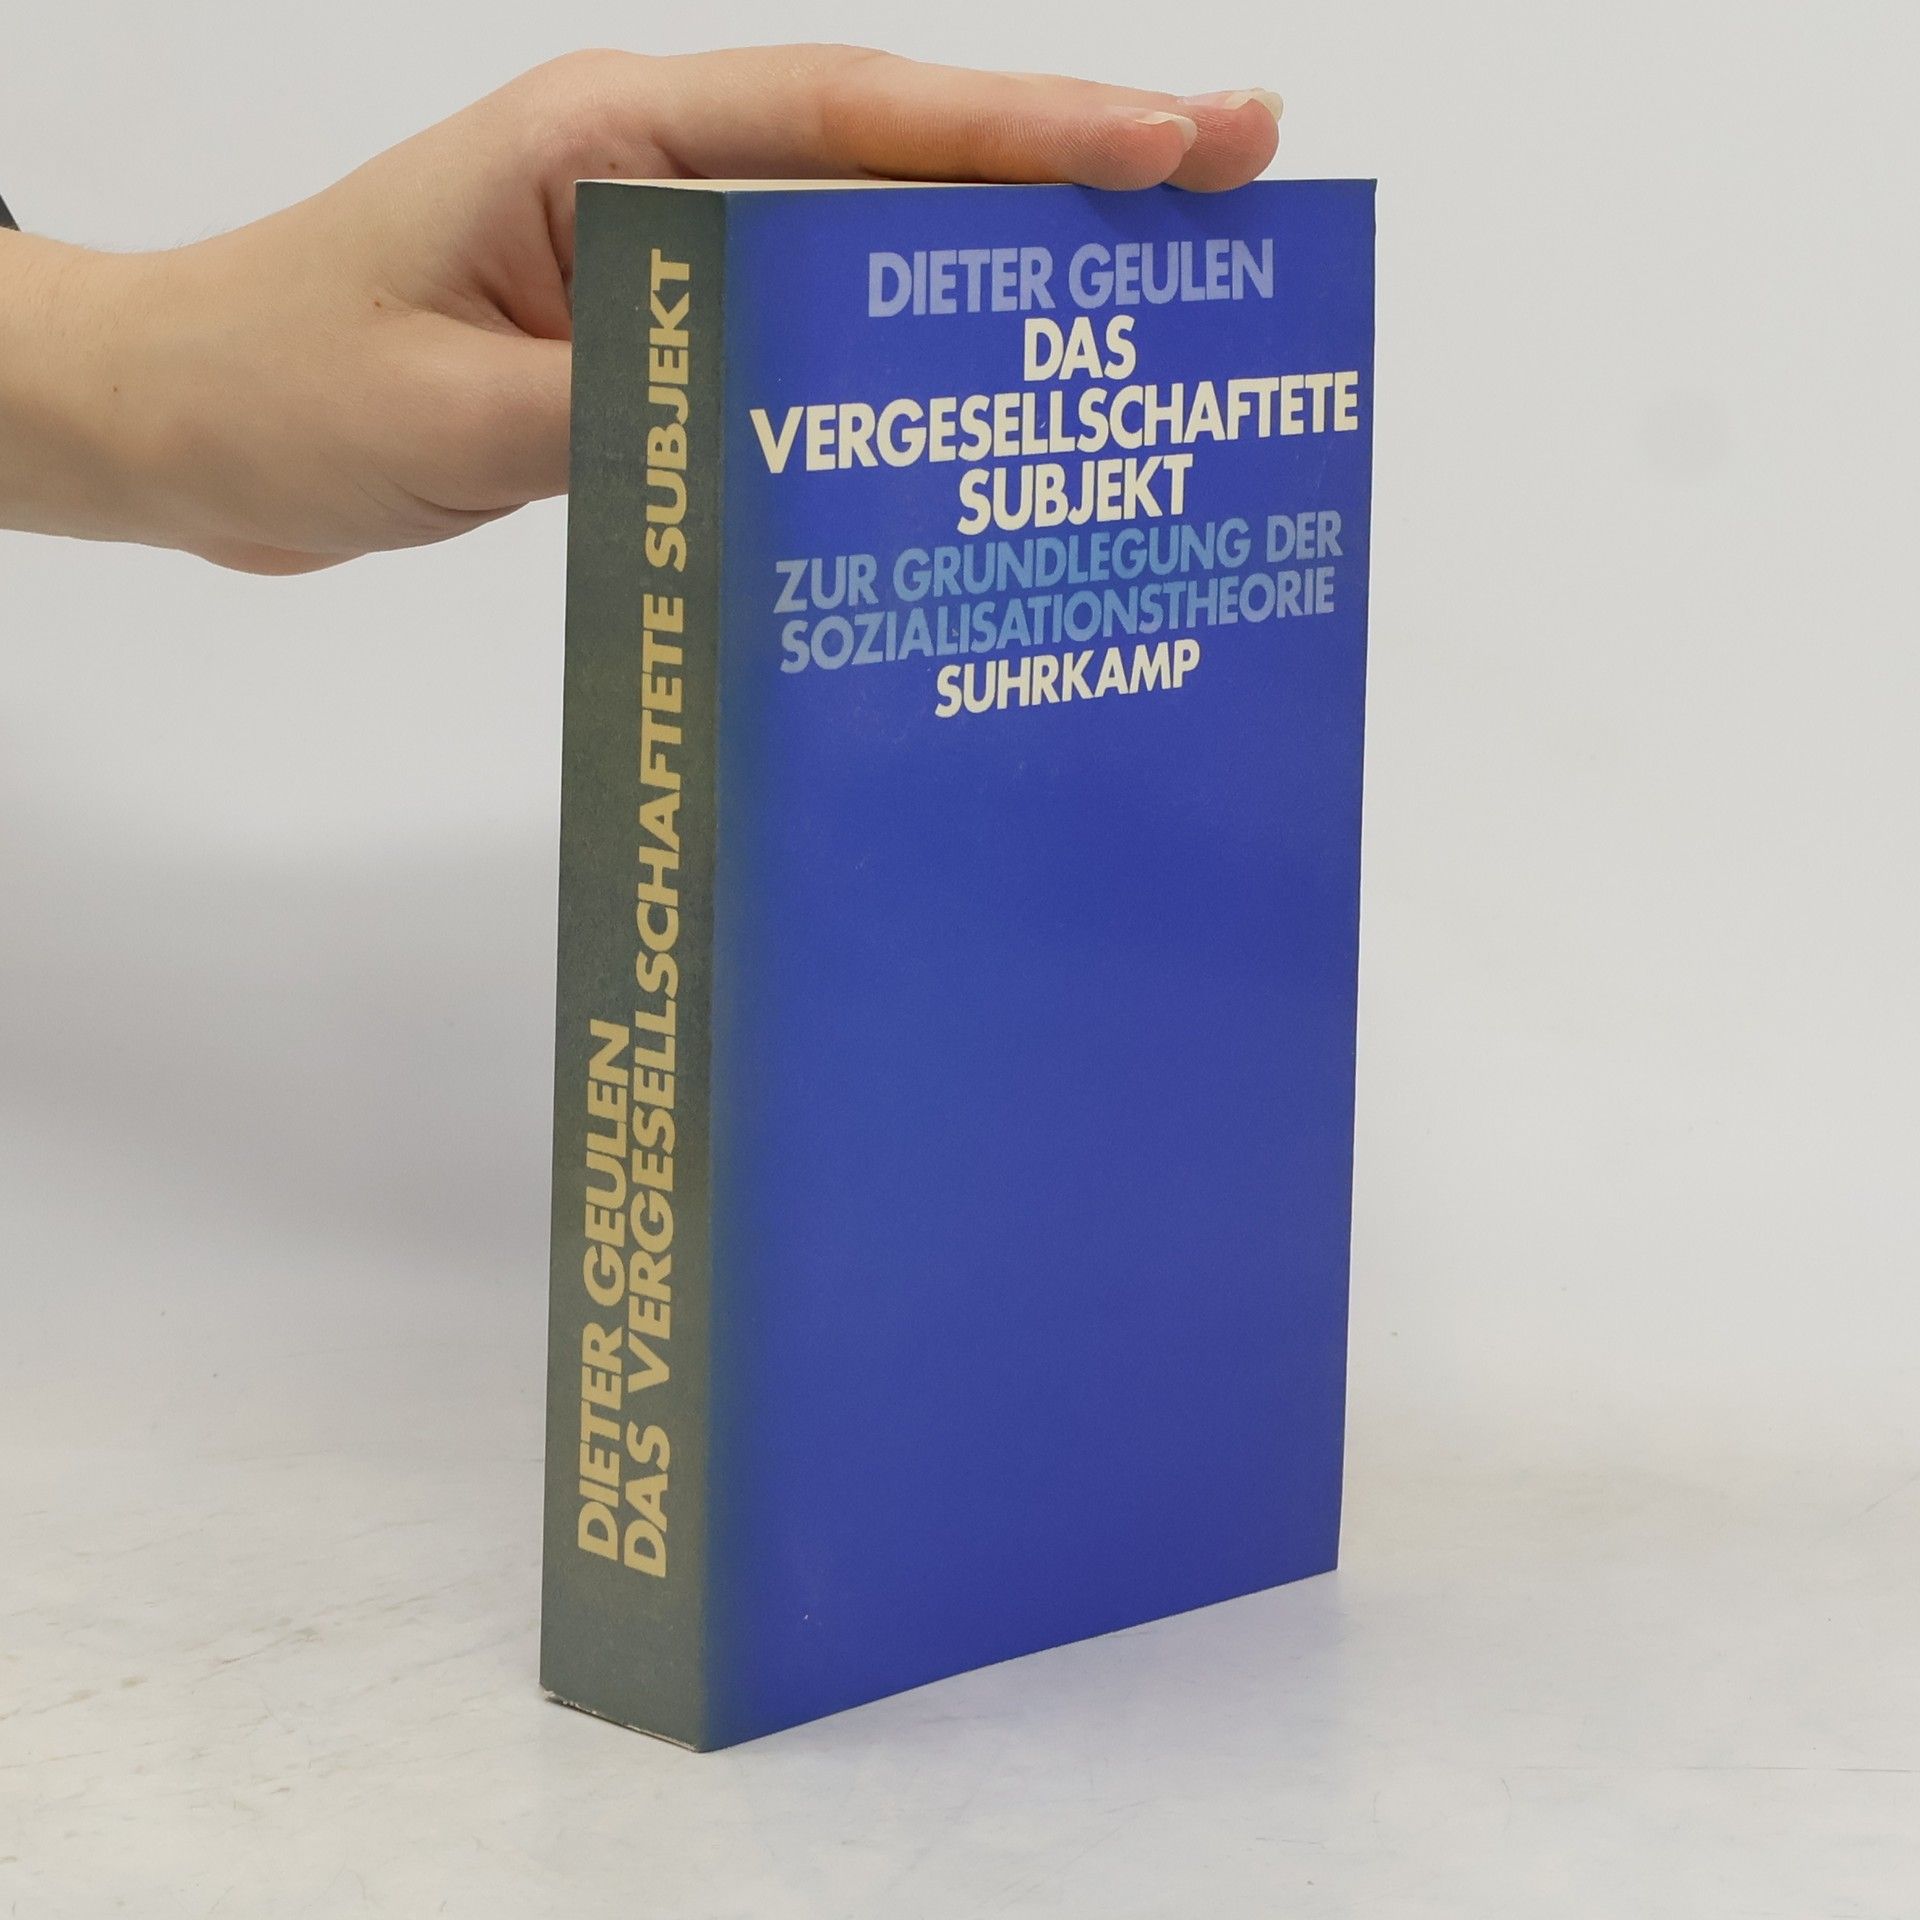 DIETER GEULEN
DAS
VERGESELLSCHAFTETE
SUBJEKT
ZUR GRUNDLEGUNG DER
SOZIALISATIONSTHEORIE
SUHRKAMP
DIETER GEULEN
DAS VERGESELLSCHAFTETE SUBJEKT